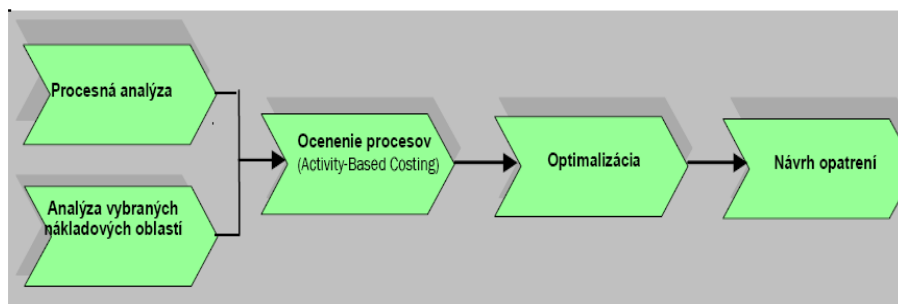 Procesná analýza
Analýza vybraných
nákladových oblastí
Ocenenie procesov
(Activity-Based Costing)
Optimalizácia
Návrh opatrení